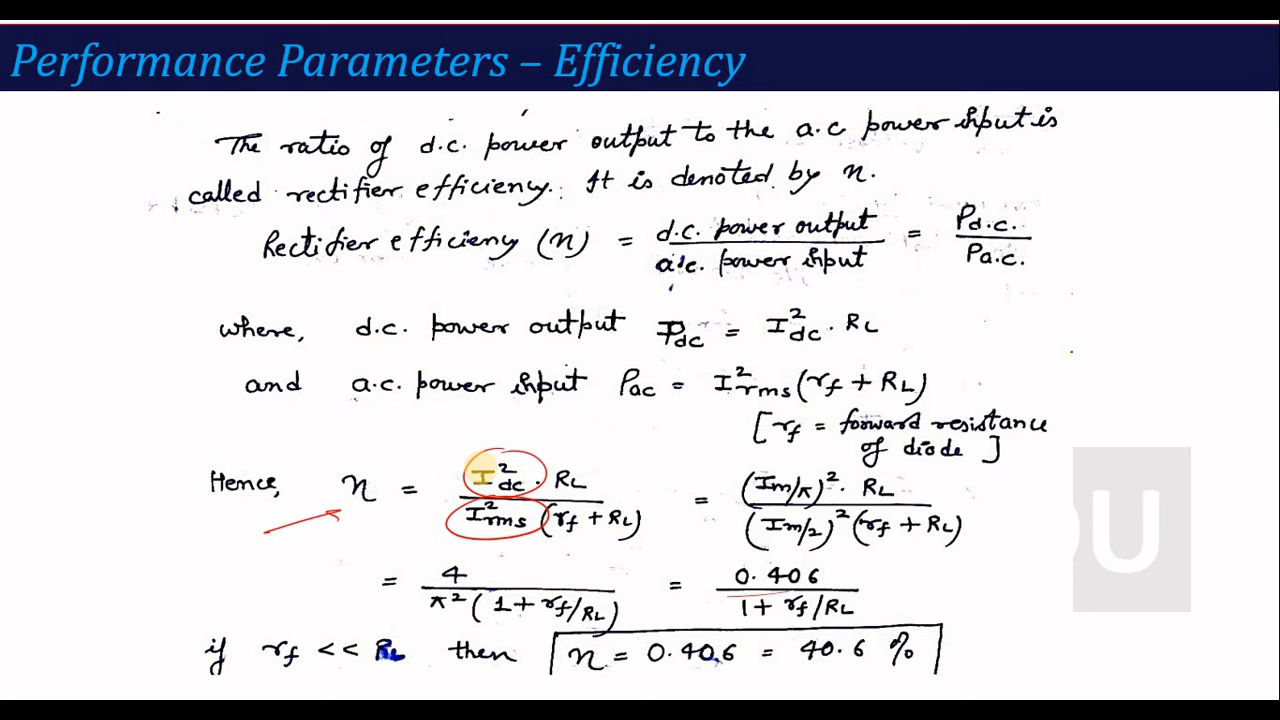 Performance Parameters – Efficiency
The ratio of d.c. power output to the a.c power input is
called rectifier efficiency. It is denoted by η.
Rectifier efficieny (η) = d.c. power output / a.c. power input = Pd.c. / Pa.c.
where, d.c. power output Pdc = I²dc · RL
and a.c. power input Pac = I²rms (rf + RL)
[rf = forward resistance
of diode]
Hence, η = I²dc · RL / I²rms (rf + RL) = (Im/π)² · RL / (Im/2)² (rf + RL)
= 4 / π² (1 + rf/RL) = 0.406 / 1 + rf/RL
if rf << RL then η = 0.406 = 40.6 %
U